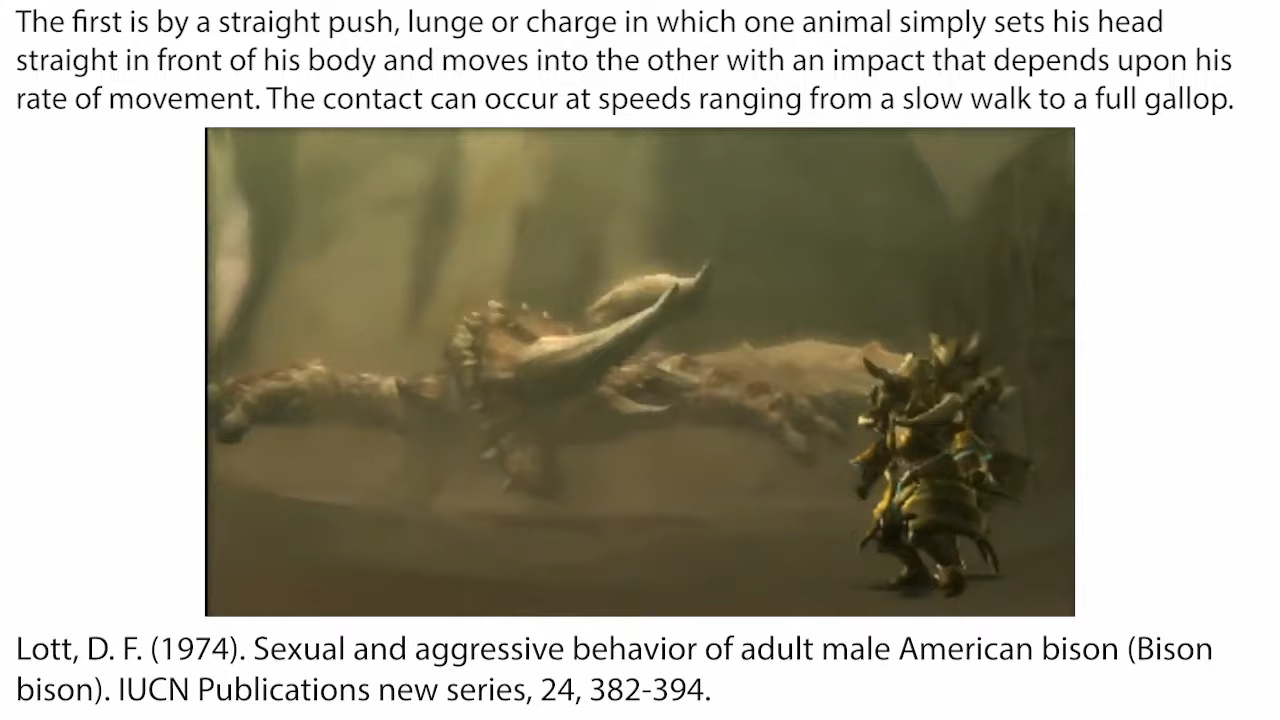 The first is by a straight push, lunge or charge in which one animal simply sets his head
straight in front of his body and moves into the other with an impact that depends upon his
rate of movement. The contact can occur at speeds ranging from a slow walk to a full gallop.
Lott, D. F. (1974). Sexual and aggressive behavior of adult male American bison (Bison
bison). IUCN Publications new series, 24, 382-394.